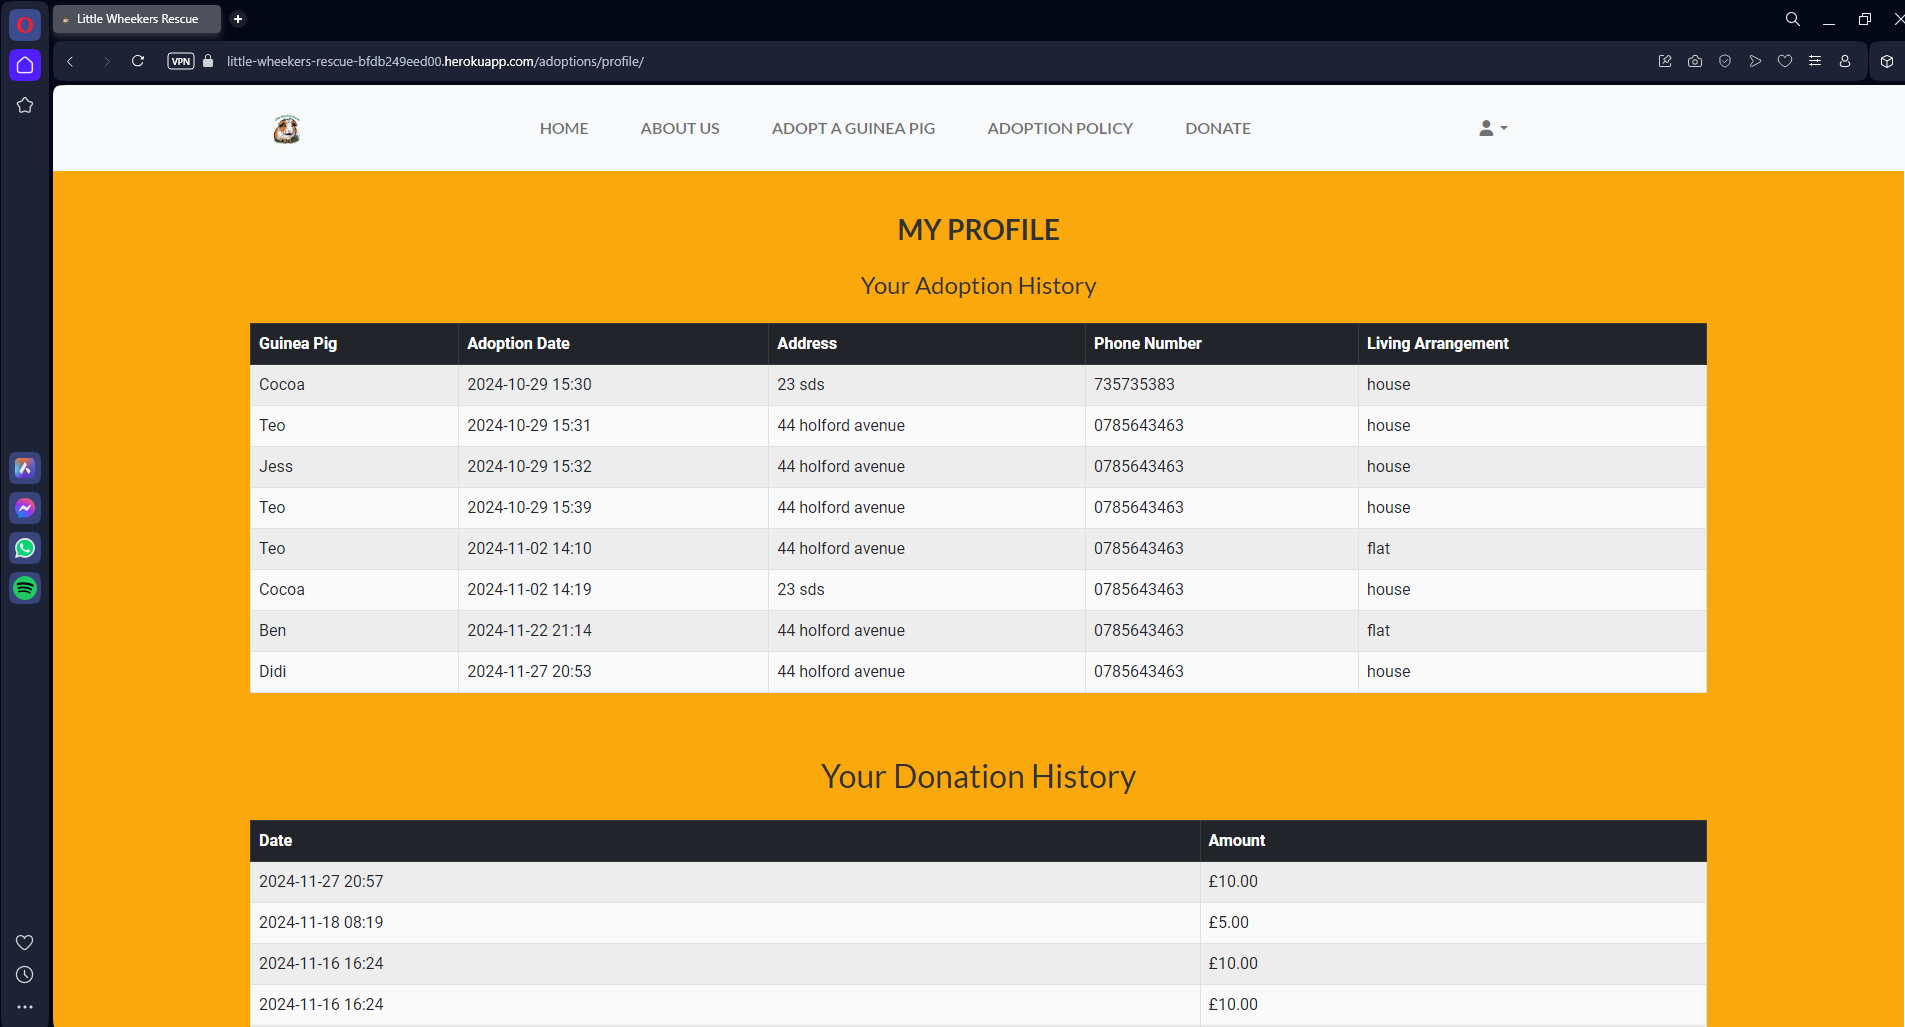 Little Wheekers Rescue
VPN little-wheekers-rescue-bfdb249eed00.herokuapp.com/adoptions/profile/
HOME ABOUT US ADOPT A GUINEA PIG ADOPTION POLICY DONATE
MY PROFILE
Your Adoption History
Guinea Pig Adoption Date Address Phone Number Living Arrangement
Cocoa 2024-10-29 15:30 23 sds 735735383 house
Teo 2024-10-29 15:31 44 holford avenue 0785643463 house
Jess 2024-10-29 15:32 44 holford avenue 0785643463 house
Teo 2024-10-29 15:39 44 holford avenue 0785643463 house
Teo 2024-11-02 14:10 44 holford avenue 0785643463 flat
Cocoa 2024-11-02 14:19 23 sds 0785643463 house
Ben 2024-11-22 21:14 44 holford avenue 0785643463 flat
Didi 2024-11-27 20:53 44 holford avenue 0785643463 house
Your Donation History
Date Amount
2024-11-27 20:57 £10.00
2024-11-18 08:19 £5.00
2024-11-16 16:24 £10.00
2024-11-16 16:24 £10.00